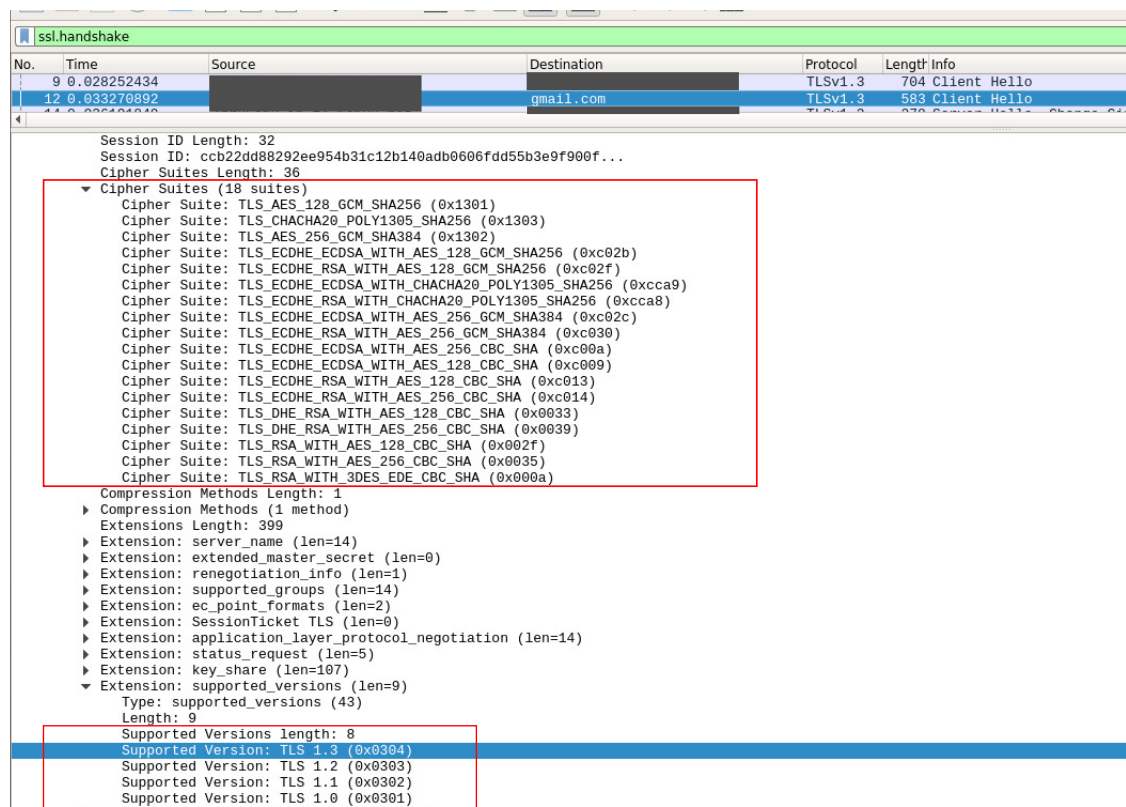 ssl.handshake
No. Time Source Destination Protocol Length Info
9 0.028252434 TLSv1.3 704 Client Hello
12 0.033270892 gmail.com TLSv1.3 583 Client Hello
Session ID Length: 32
Session ID: ccb22dd88292ee954b31c12b140adb0606fdd55b3e9f900f...
Cipher Suites Length: 36
Cipher Suites (18 suites)
Cipher Suite: TLS_AES_128_GCM_SHA256 (0x1301)
Cipher Suite: TLS_CHACHA20_POLY1305_SHA256 (0x1303)
Cipher Suite: TLS_AES_256_GCM_SHA384 (0x1302)
Cipher Suite: TLS_ECDHE_ECDSA_WITH_AES_128_GCM_SHA256 (0xc02b)
Cipher Suite: TLS_ECDHE_RSA_WITH_AES_128_GCM_SHA256 (0xc02f)
Cipher Suite: TLS_ECDHE_ECDSA_WITH_CHACHA20_POLY1305_SHA256 (0xcca9)
Cipher Suite: TLS_ECDHE_RSA_WITH_CHACHA20_POLY1305_SHA256 (0xcca8)
Cipher Suite: TLS_ECDHE_ECDSA_WITH_AES_256_GCM_SHA384 (0xc02c)
Cipher Suite: TLS_ECDHE_RSA_WITH_AES_256_GCM_SHA384 (0xc030)
Cipher Suite: TLS_ECDHE_ECDSA_WITH_AES_256_CBC_SHA (0xc00a)
Cipher Suite: TLS_ECDHE_ECDSA_WITH_AES_128_CBC_SHA (0xc009)
Cipher Suite: TLS_ECDHE_RSA_WITH_AES_128_CBC_SHA (0xc013)
Cipher Suite: TLS_ECDHE_RSA_WITH_AES_256_CBC_SHA (0xc014)
Cipher Suite: TLS_DHE_RSA_WITH_AES_128_CBC_SHA (0x0033)
Cipher Suite: TLS_DHE_RSA_WITH_AES_256_CBC_SHA (0x0039)
Cipher Suite: TLS_RSA_WITH_AES_128_CBC_SHA (0x002f)
Cipher Suite: TLS_RSA_WITH_AES_256_CBC_SHA (0x0035)
Cipher Suite: TLS_RSA_WITH_3DES_EDE_CBC_SHA (0x000a)
Compression Methods Length: 1
Compression Methods (1 method)
Extensions Length: 399
Extension: server_name (len=14)
Extension: extended_master_secret (len=0)
Extension: renegotiation_info (len=1)
Extension: supported_groups (len=14)
Extension: ec_point_formats (len=2)
Extension: SessionTicket TLS (len=0)
Extension: application_layer_protocol_negotiation (len=14)
Extension: status_request (len=5)
Extension: key_share (len=107)
Extension: supported_versions (len=9)
Type: supported_versions (43)
Length: 9
Supported Versions length: 8
Supported Version: TLS 1.3 (0x0304)
Supported Version: TLS 1.2 (0x0303)
Supported Version: TLS 1.1 (0x0302)
Supported Version: TLS 1.0 (0x0301)